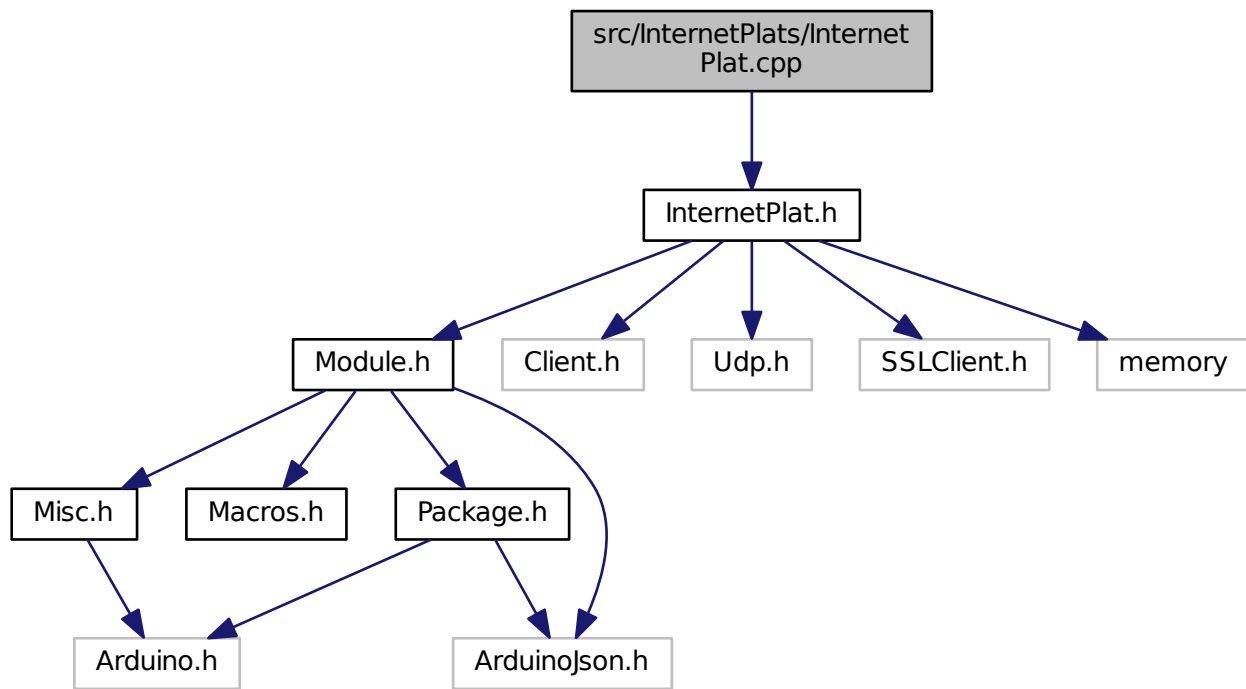 src/InternetPlats/Internet
Plat.cpp
InternetPlat.h
Module.h
Client.h
Udp.h
SSLClient.h
memory
Misc.h
Macros.h
Package.h
Arduino.h
ArduinoJson.h